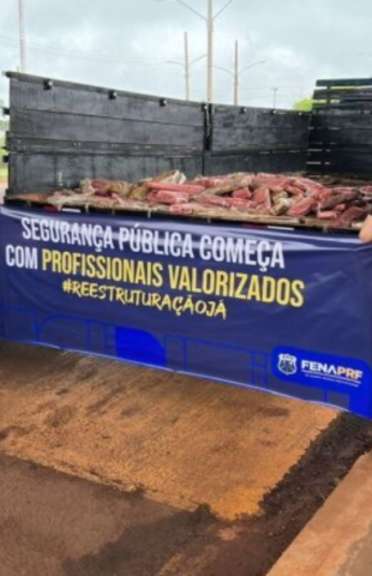 SEGURANÇA PÚBLICA COMEÇA
COM PROFISSIONAIS VALORIZADOS
#REESTRUTURAÇÃOJÁ
FENAPRF